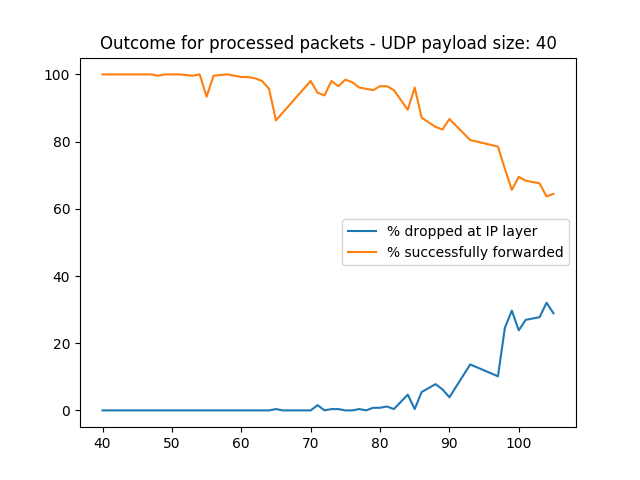 Outcome for processed packets - UDP payload size: 40
100
80
60
40
20
0
% dropped at IP layer
% successfully forwarded
40 50 60 70 80 90 100